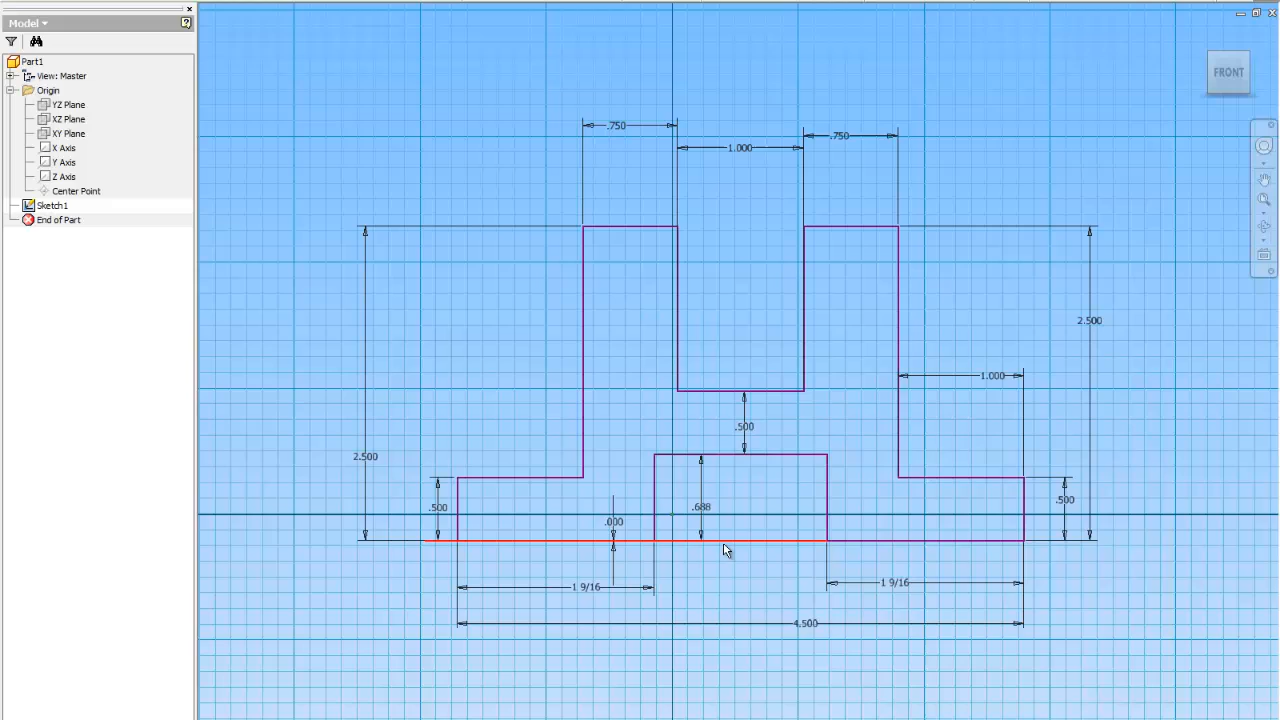 Model
Part1
View: Master
Origin
YZ Plane
XZ Plane
XY Plane
X Axis
Y Axis
Z Axis
Center Point
Sketch1
End of Part
FRONT
.750
1.000
.750
2.500
1.000
.500
2.500
.500
.688
.500
.000
1 9/16
1 9/16
4.500